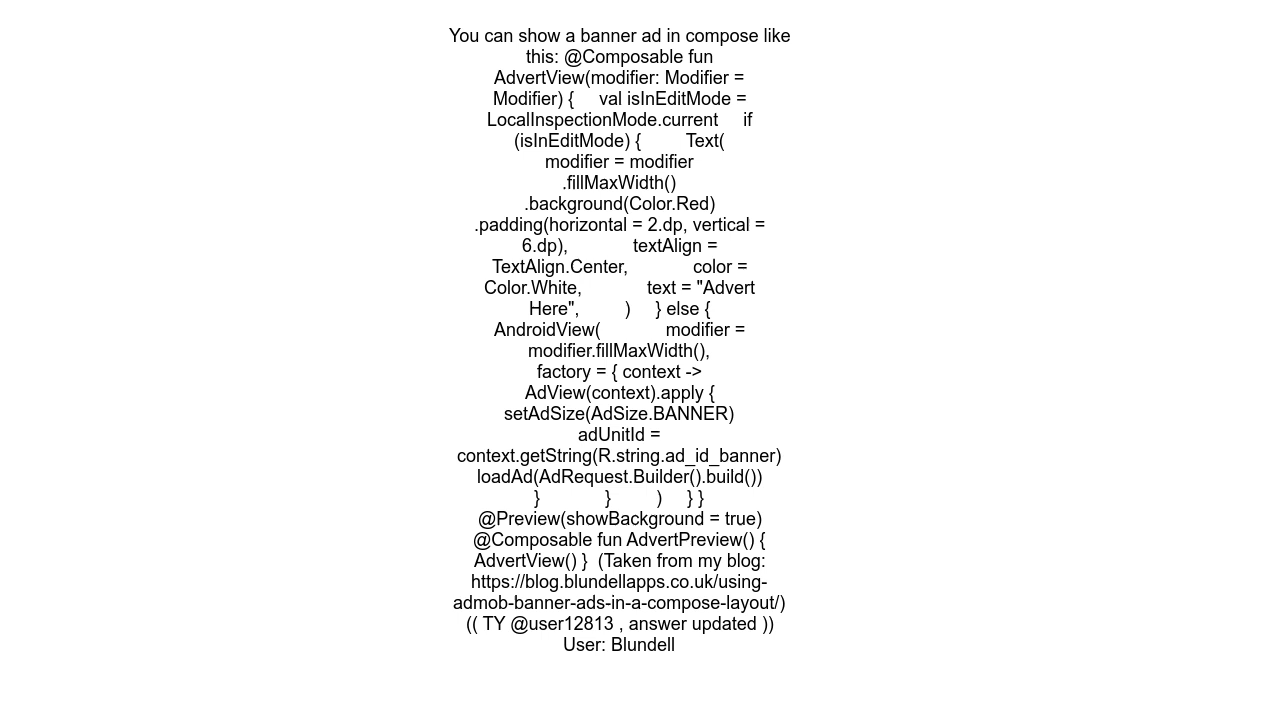 You can show a banner ad in compose like
this: @Composable fun
AdvertView(modifier: Modifier =
Modifier) {     val isInEditMode =
LocalInspectionMode.current     if
(isInEditMode) {         Text(
modifier = modifier
.fillMaxWidth()
.background(Color.Red)
.padding(horizontal = 2.dp, vertical =
6.dp),             textAlign =
TextAlign.Center,             color =
Color.White,             text = "Advert
Here",         )     } else {
AndroidView(             modifier =
modifier.fillMaxWidth(),
factory = { context ->
AdView(context).apply {
setAdSize(AdSize.BANNER)
adUnitId =
context.getString(R.string.ad_id_banner)
loadAd(AdRequest.Builder().build())
}             }         )     } }
@Preview(showBackground = true)
@Composable fun AdvertPreview() {
AdvertView() }  (Taken from my blog:
https://blog.blundellapps.co.uk/using-
admob-banner-ads-in-a-compose-layout/)
(( TY @user12813 , answer updated ))
User: Blundell